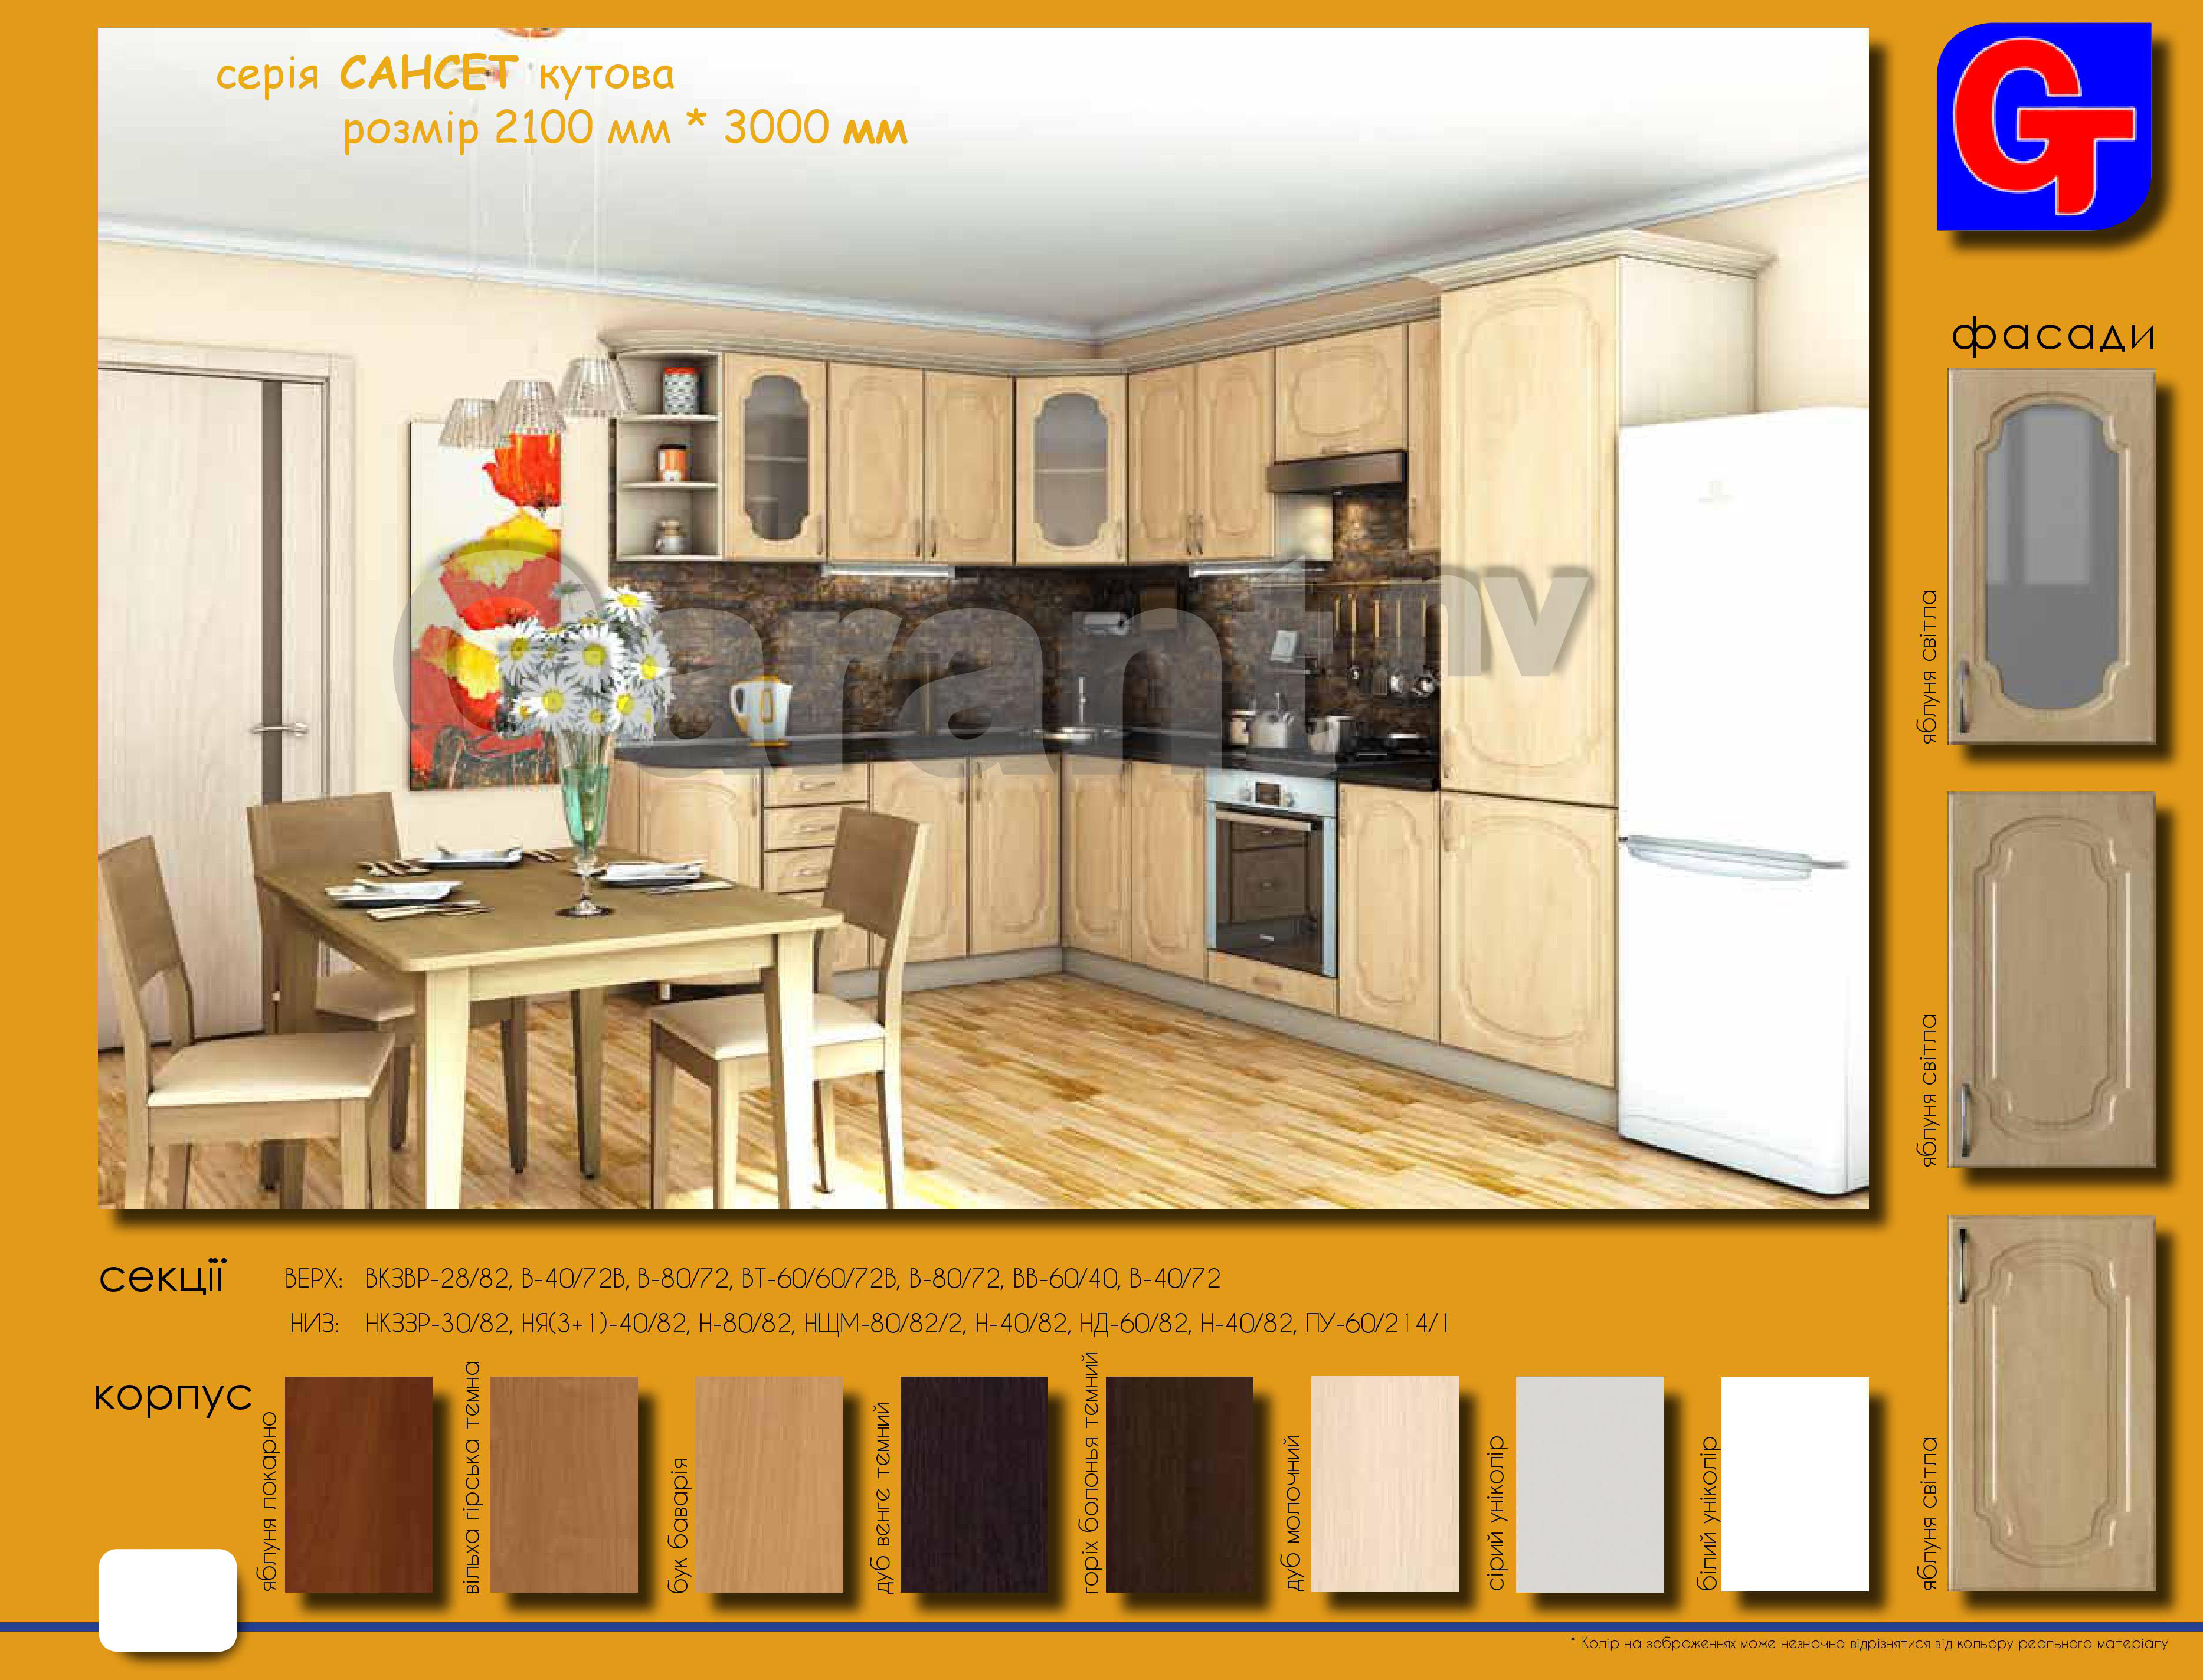 серія САНСЕТ кутова
розмір 2100 мм * 3000 мм
GT
фасади
яблуня світла
яблуня світла
яблуня світла
Garant nv
секції
ВЕРХ: ВКЗВР-28/82, В-40/72В, В-80/72, ВТ-60/60/72В, В-80/72, ВВ-60/40, В-40/72
НИЗ: НКЗЗР-30/82, НЯ(3+1)-40/82, Н-80/82, НЩМ-80/82/2, Н-40/82, НД-60/82, Н-40/82, ПУ-60/214/1
корпус
яблуня локарно
вільха гірська темна
бук баварія
дуб венге темний
горіх болонья темний
дуб молочний
сірий уніколір
білий уніколір
* Колір на зображеннях може незначно відрізнятися від кольору реального матеріалу